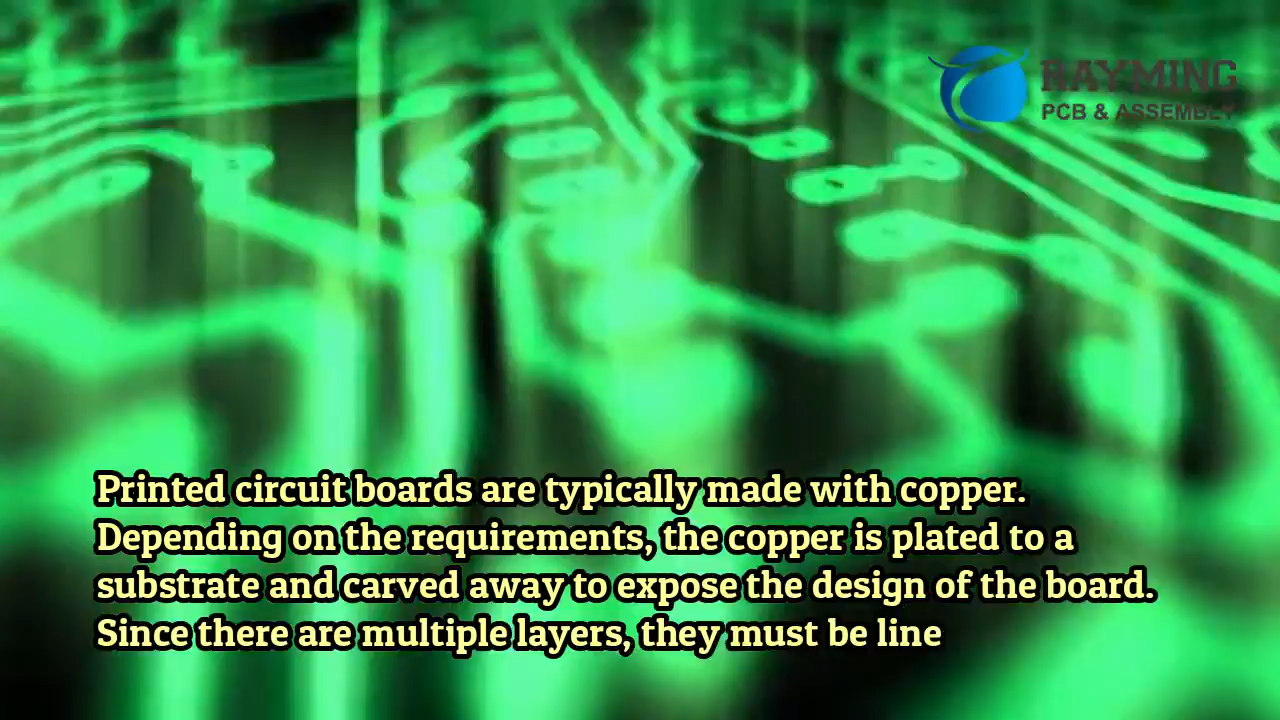 RAYMING
PCB & ASSEMBLY
Printed circuit boards are typically made with copper.
Depending on the requirements, the copper is plated to a
substrate and carved away to expose the design of the board.
Since there are multiple layers, they must be line